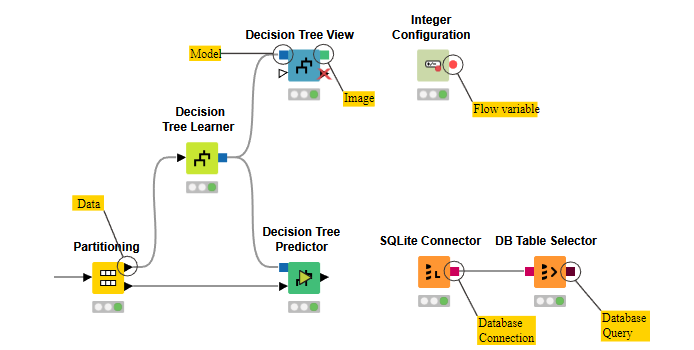 Decision Tree View
Integer
Configuration
Model
Image
Flow variable
Decision
Tree Learner
Data
Partitioning
Decision Tree
Predictor
SQLite Connector
DB Table Selector
Database
Connection
Database
Query